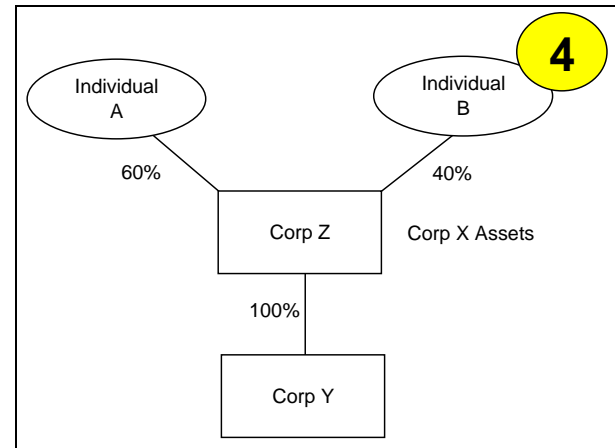 4
Individual
A
Individual
B
60%
40%
Corp Z
Corp X Assets
100%
Corp Y